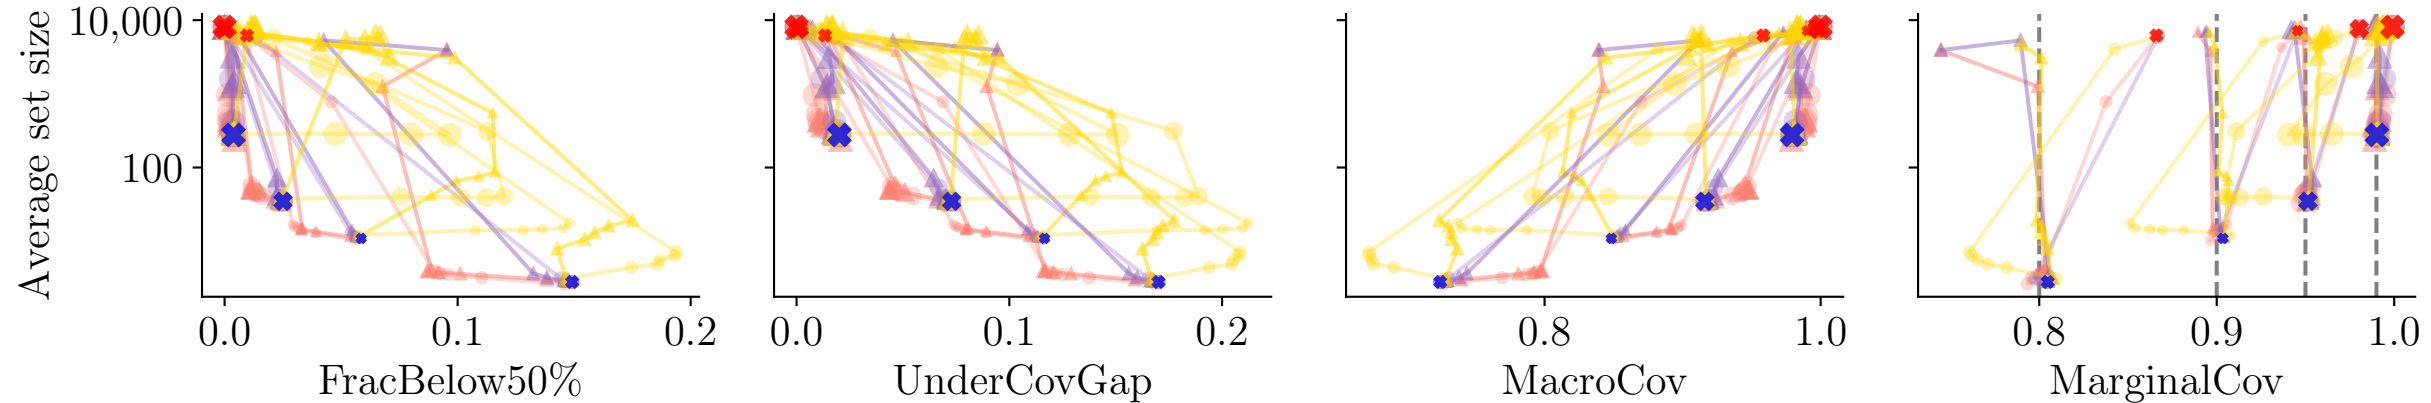 Average set size
10,000
100
0.0 0.1 0.2
FracBelow50%
0.0 0.1 0.2
UnderCovGap
0.8 1.0
MacroCov
0.8 0.9 1.0
MarginalCov